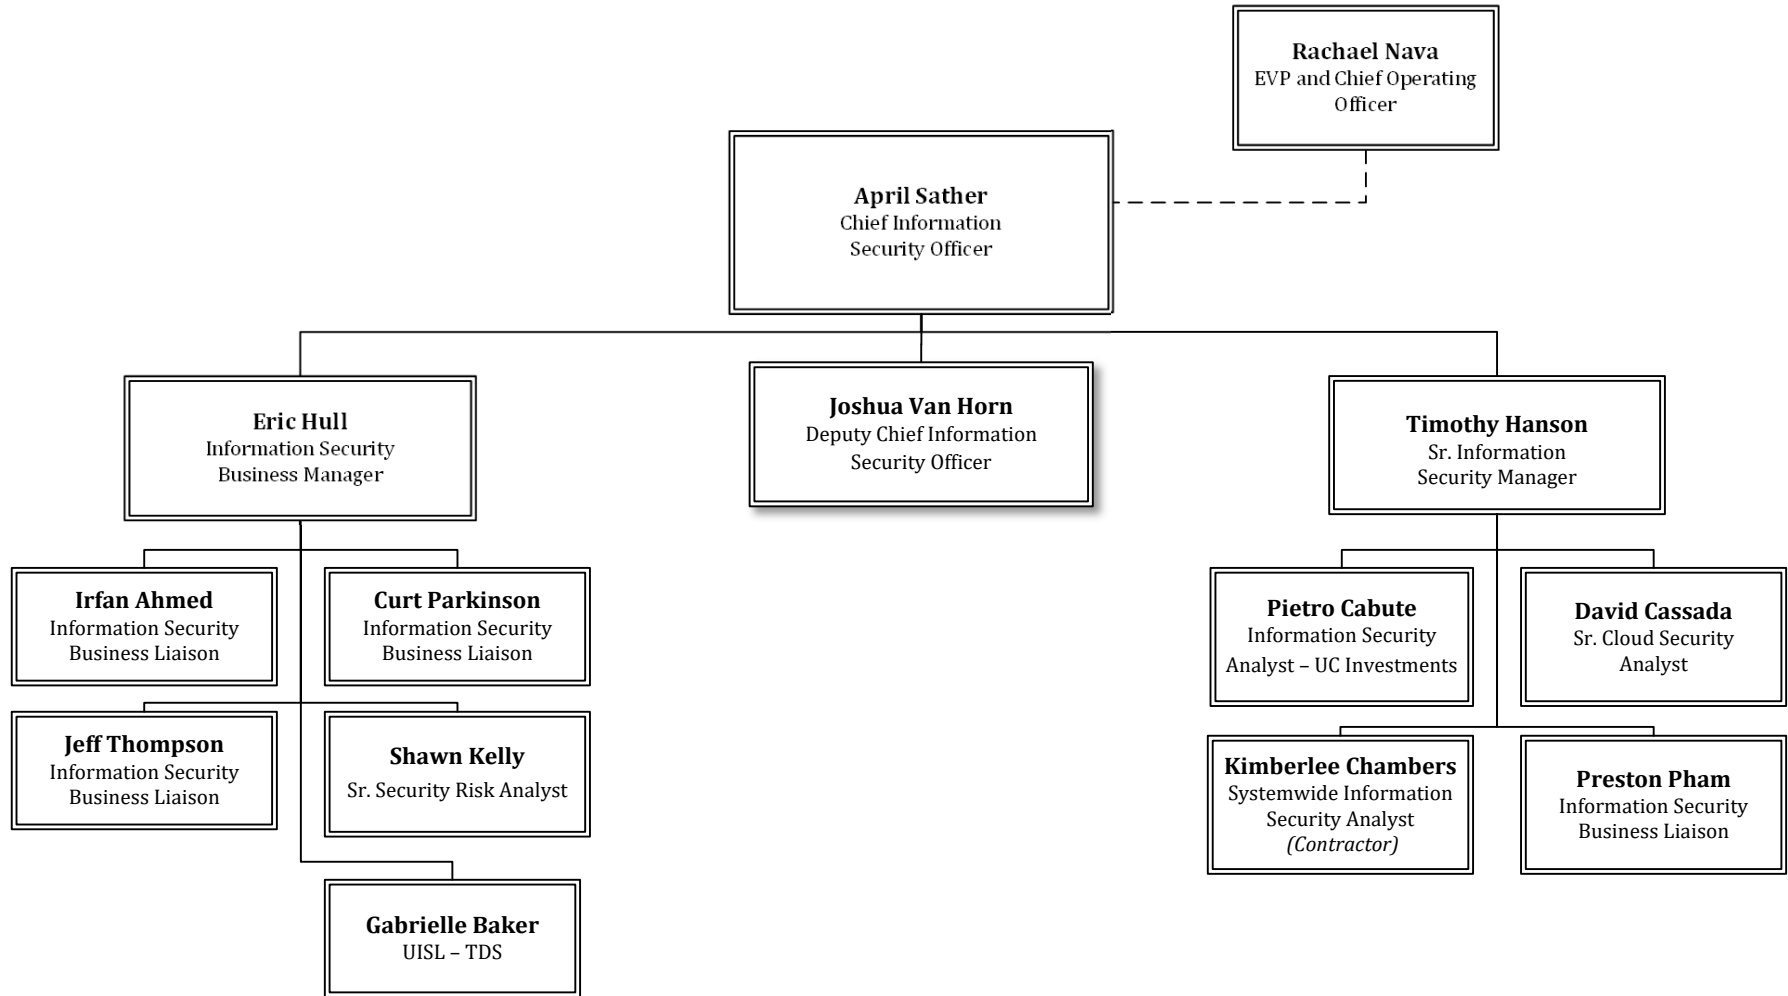 Rachael Nava
EVP and Chief Operating
Officer
April Sather
Chief Information
Security Officer
Eric Hull
Information Security
Business Manager
Joshua Van Horn
Deputy Chief Information
Security Officer
Timothy Hanson
Sr. Information
Security Manager
Irfan Ahmed
Information Security
Business Liaison
Curt Parkinson
Information Security
Business Liaison
Pietro Cabute
Information Security
Analyst – UC Investments
David Cassada
Sr. Cloud Security
Analyst
Jeff Thompson
Information Security
Business Liaison
Shawn Kelly
Sr. Security Risk Analyst
Kimberlee Chambers
Systemwide Information
Security Analyst
(Contractor)
Preston Pham
Information Security
Business Liaison
Gabrielle Baker
UISL – TDS